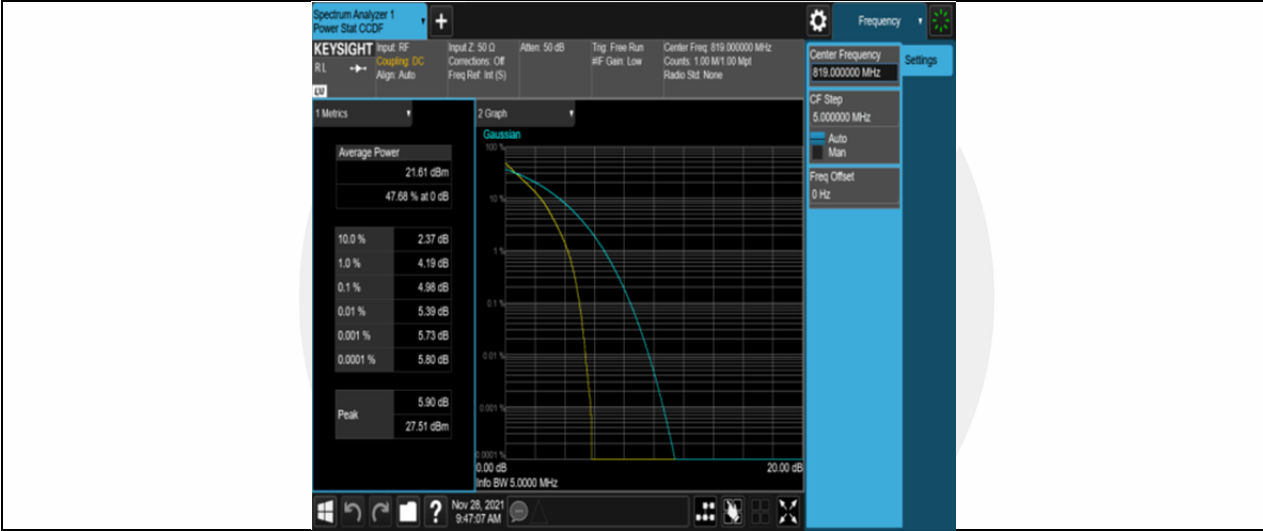 Spectrum Analyzer 1
Power Stat CCDF
+
Frequency
KEYSIGHT
RL
LV
Input: RF
Coupling: DC
Align: Auto
Input Z: 50 Ω
Corrections: Off
Freq Ref: Int (S)
Atten: 50 dB
Trig: Free Run
#IF Gain: Low
Center Freq: 819.000000 MHz
Counts: 1.00 M/1.00 Mpt
Radio Std: None
Center Frequency
819.000000 MHz
Settings
CF Step
5.000000 MHz
Auto
Man
Freq Offset
0 Hz
1 Metrics
Average Power
21.61 dBm
47.68 % at 0 dB
10.0 % 2.37 dB
1.0 % 4.19 dB
0.1 % 4.98 dB
0.01 % 5.39 dB
0.001 % 5.73 dB
0.0001 % 5.80 dB
Peak
5.90 dB
27.51 dBm
2 Graph
Gaussian
100 %
10 %
1 %
0.1 %
0.01 %
0.001 %
0.0001 %
0.00 dB
20.00 dB
Info BW 5.0000 MHz
?
Nov 28, 2021
9:47:07 AM